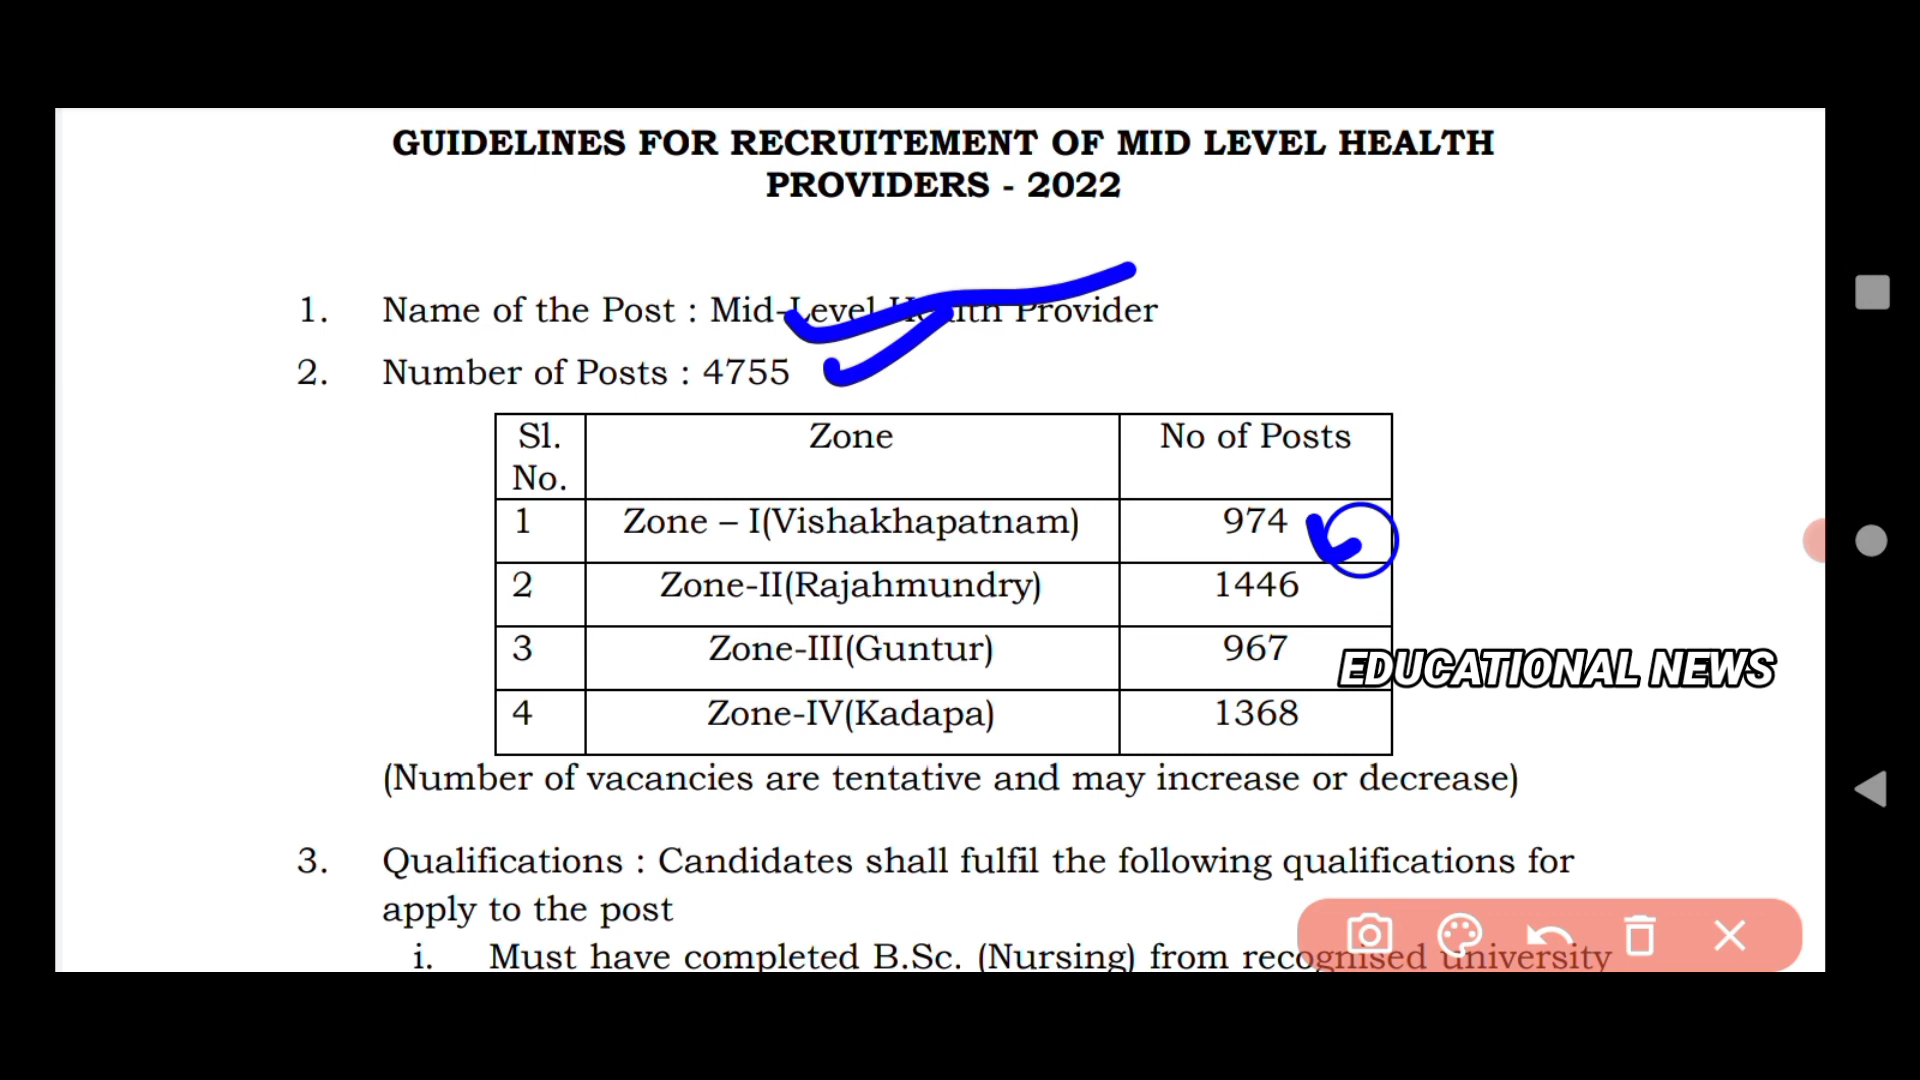 GUIDELINES FOR RECRUITEMENT OF MID LEVEL HEALTH
PROVIDERS - 2022
1. Name of the Post : Mid-Level Health Provider
2. Number of Posts : 4755
Sl. No. Zone No of Posts
1 Zone – I(Vishakhapatnam) 974
2 Zone-II(Rajahmundry) 1446
3 Zone-III(Guntur) 967
4 Zone-IV(Kadapa) 1368
EDUCATIONAL NEWS
(Number of vacancies are tentative and may increase or decrease)
3. Qualifications : Candidates shall fulfil the following qualifications for
apply to the post
i. Must have completed B.Sc. (Nursing) from recognised university